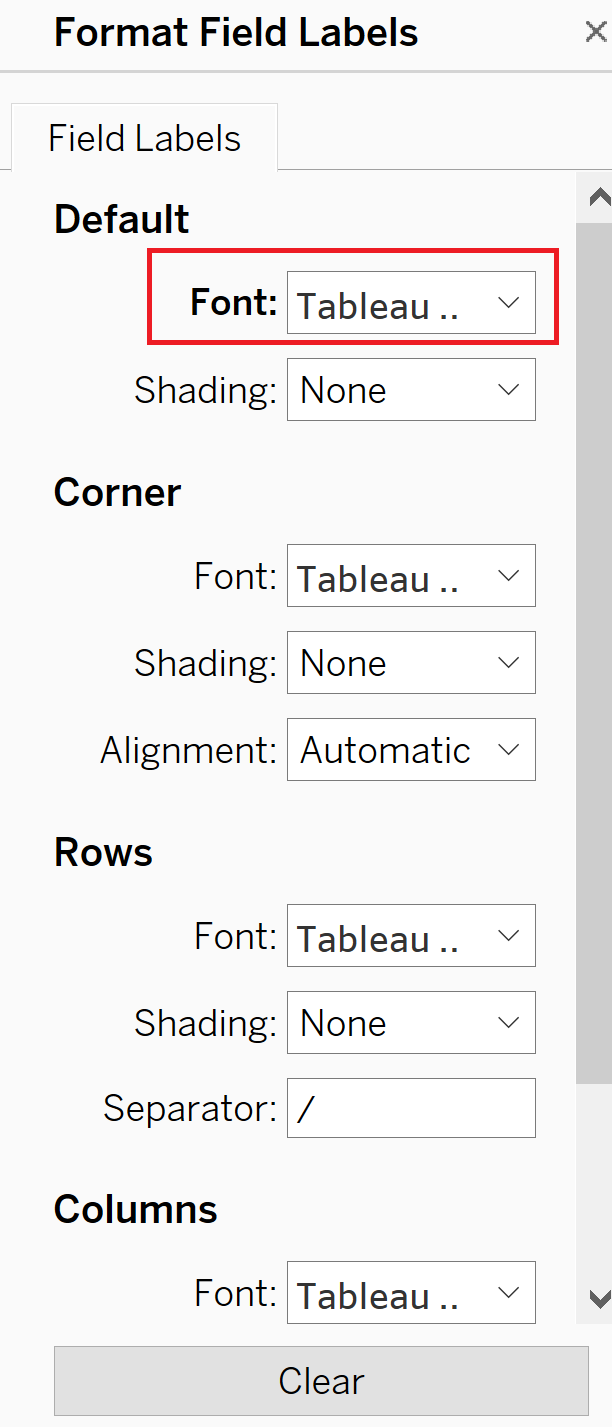 Format Field Labels
Field Labels
Default
Font: Tableau ..
Shading: None
Corner
Font: Tableau ..
Shading: None
Alignment: Automatic
Rows
Font: Tableau ..
Shading: None
Separator: /
Columns
Font: Tableau ..
Clear